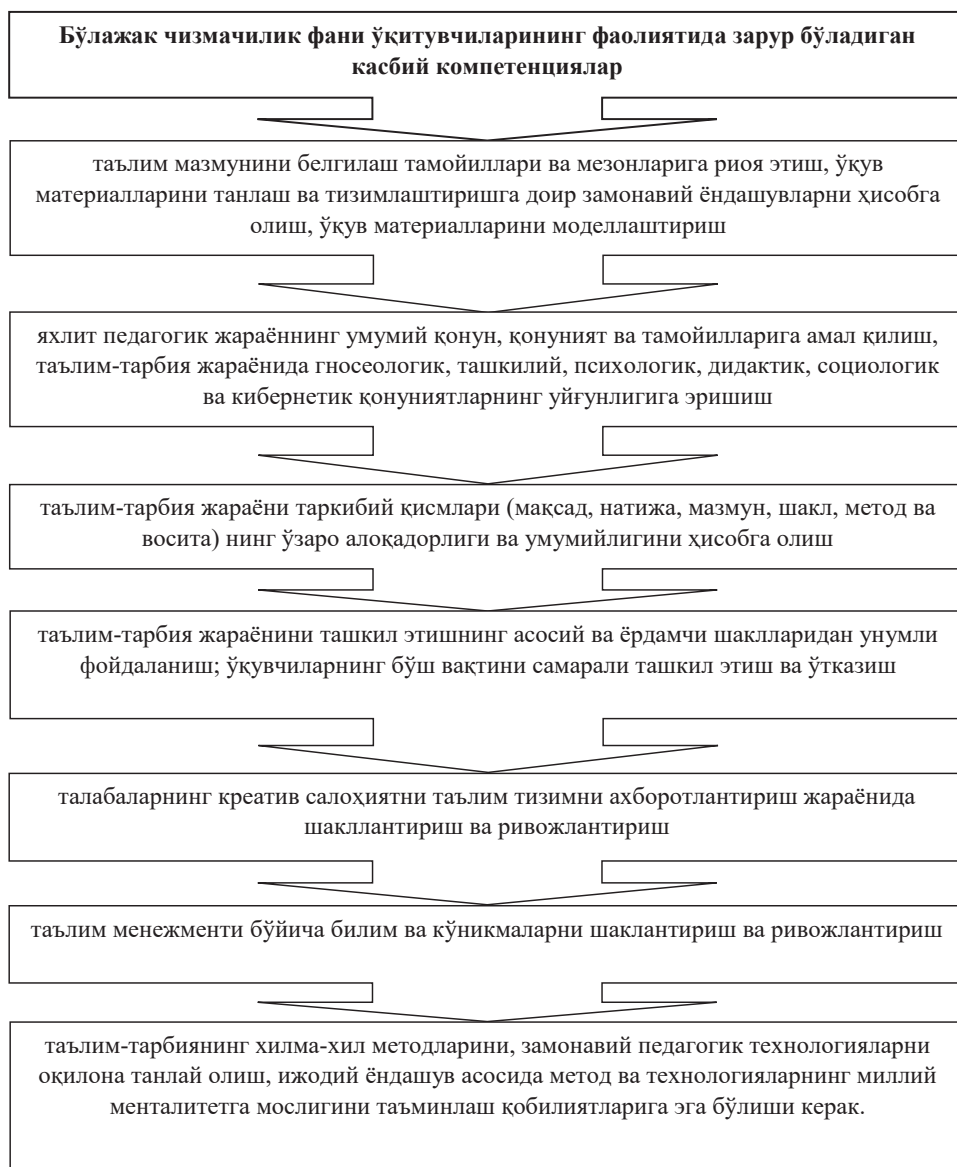 Бўлажак чизмачилик фани ўқитувчиларининг фаолиятида зарур бўладиган
касбий компетенциялар
таълим мазмунини белгилаш тамойиллари ва мезонларига риоя этиш, ўқув
материалларини танлаш ва тизимлаштиришга доир замонавий ёндашувларни ҳисобга
олиш, ўқув материалларини моделлаштириш
яхлит педагогик жараённинг умумий қонун, қонуният ва тамойилларига амал қилиш,
таълим-тарбия жараёнида гносеологик, ташкилий, психологик, дидактик, социологик
ва кибернетик қонуниятларнинг уйғунлигига эришиш
таълим-тарбия жараёни таркибий қисмлари (мақсад, натижа, мазмун, шакл, метод ва
восита) нинг ўзаро алоқадорлиги ва умумийлигини ҳисобга олиш
таълим-тарбия жараёнини ташкил этишнинг асосий ва ёрдамчи шаклларидан унумли
фойдаланиш; ўқувчиларнинг бўш вақтини самарали ташкил этиш ва ўтказиш
талабаларнинг креатив салоҳиятни таълим тизимни ахборотлантириш жараёнида
шакллантириш ва ривожлантириш
таълим менежменти бўйича билим ва кўникмаларни шаклантириш ва ривожлантириш
таълим-тарбиянинг хилма-хил методларини, замонавий педагогик технологияларни
оқилона танлай олиш, ижодий ёндашув асосида метод ва технологияларнинг миллий
менталитетга мослигини таъминлаш қобилиятларига эга бўлиши керак.